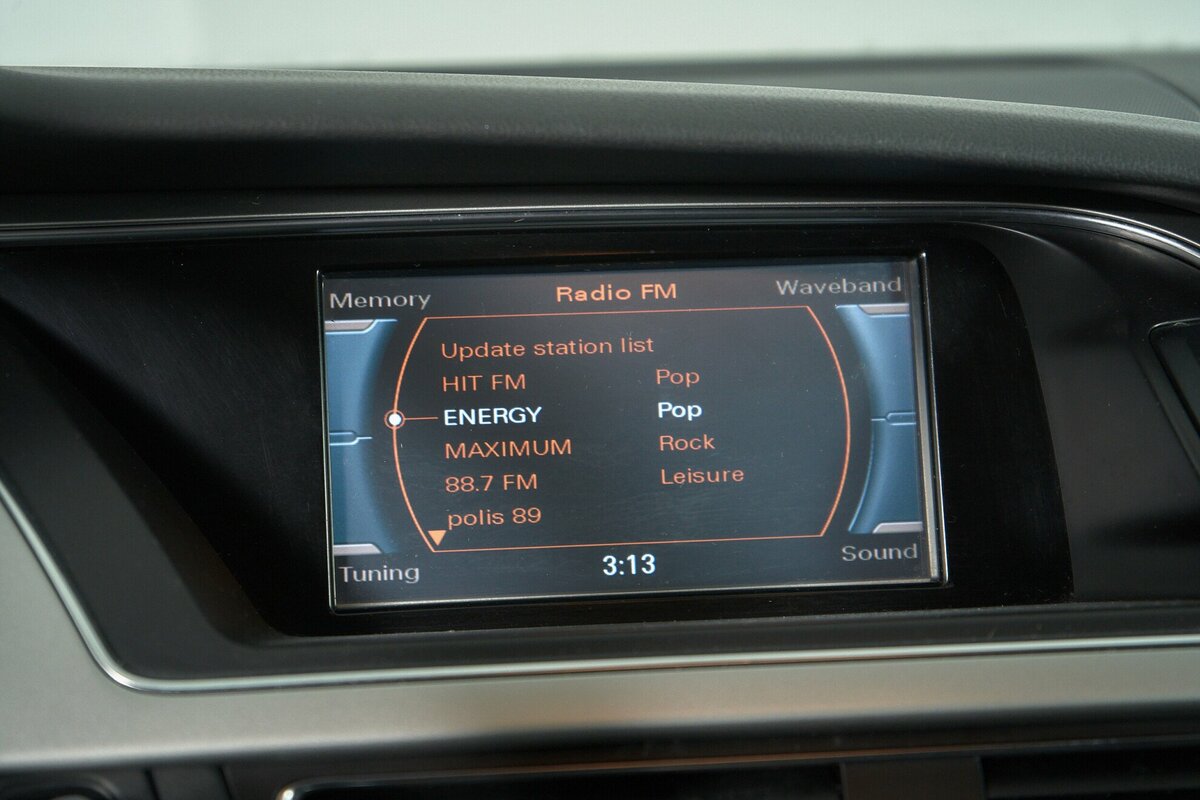 Memory Radio FM Waveband
Update station list
HIT FM Pop
ENERGY Pop
MAXIMUM Rock
88.7 FM Leisure
polis 89
Tuning 3:13 Sound